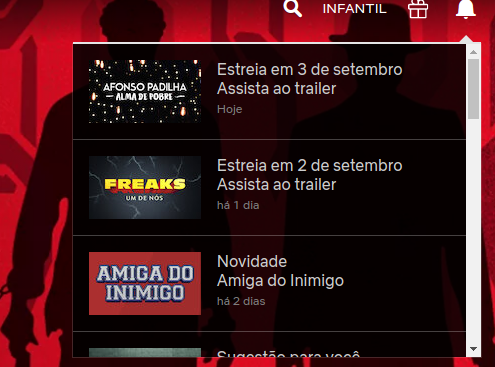 INFANTIL
AFONSO PADILHA
ALMA DE POBRE
Estreia em 3 de setembro
Assista ao trailer
Hoje
FREAKS
UM DE NÓS
Estreia em 2 de setembro
Assista ao trailer
há 1 dia
AMIGA DO
INIMIGO
Novidade
Amiga do Inimigo
há 2 dias
Sugestão para você